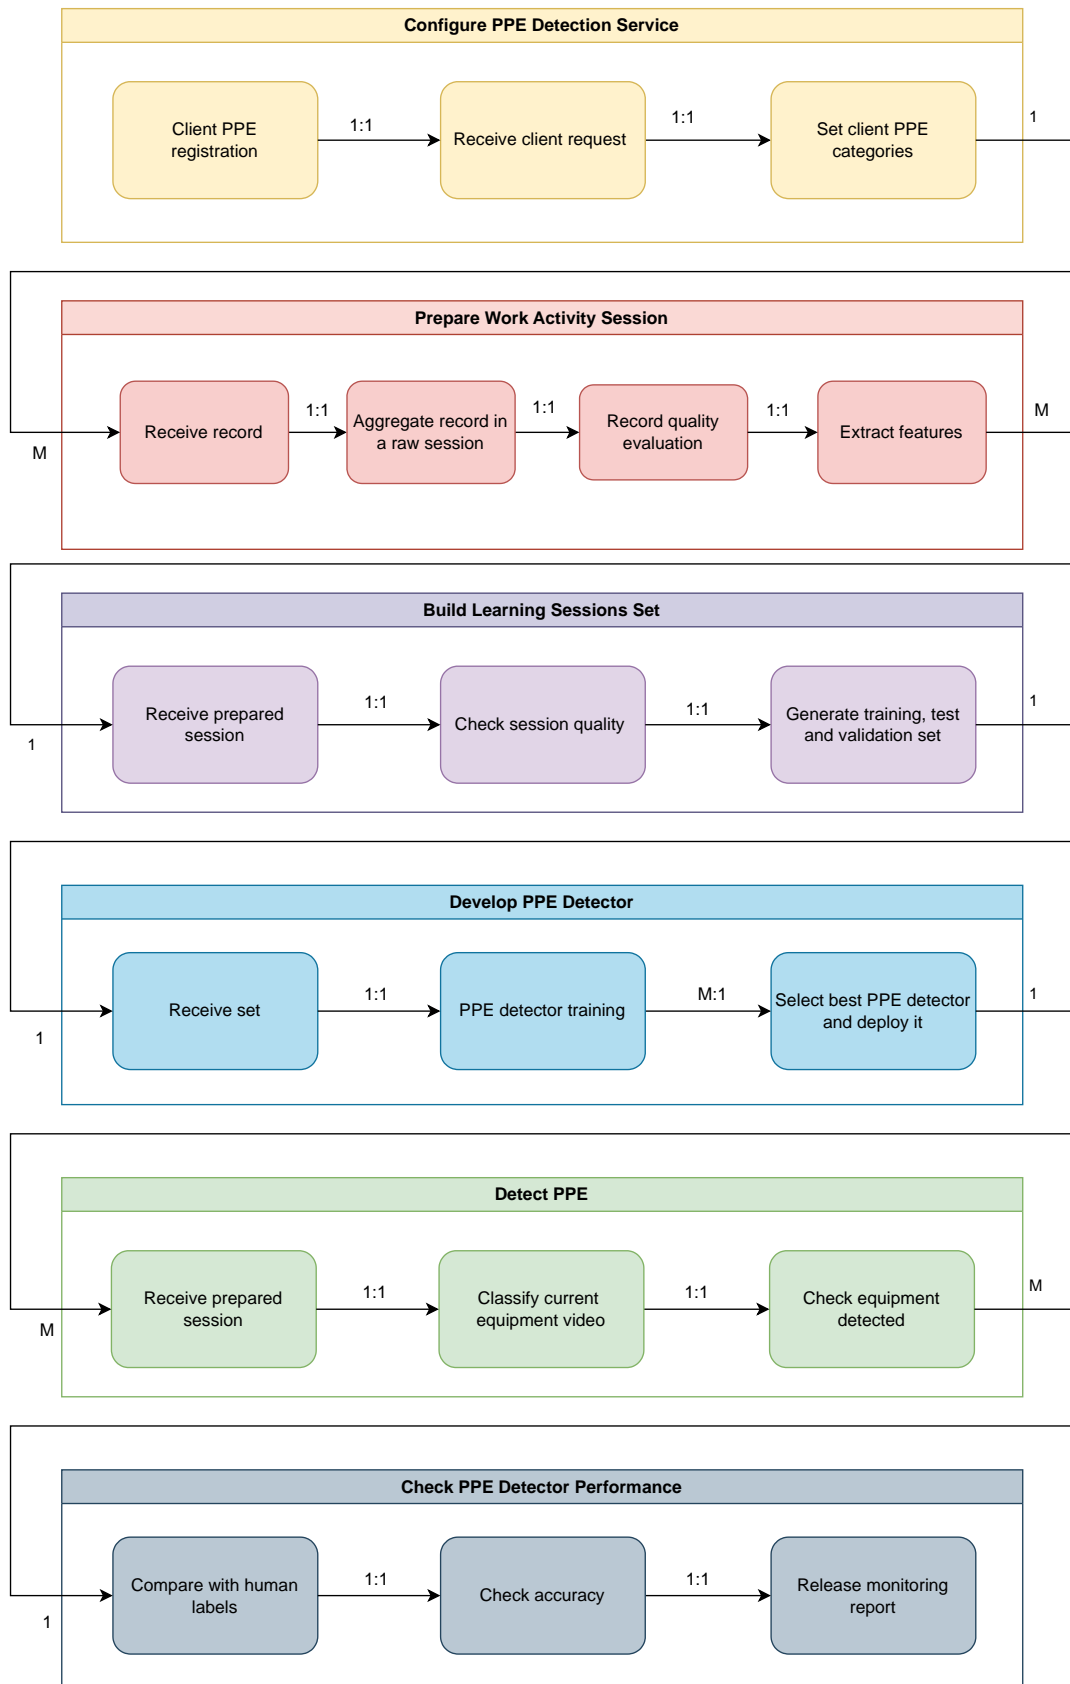 Configure PPE Detection Service
Client PPE
registration
1:1
Receive client request
1:1
Set client PPE
categories
1
Prepare Work Activity Session
M
Receive record
1:1
Aggregate record in
a raw session
1:1
Record quality
evaluation
1:1
Extract features
M
Build Learning Sessions Set
1
Receive prepared
session
1:1
Check session quality
1:1
Generate training, test
and validation set
1
Develop PPE Detector
1
Receive set
1:1
PPE detector training
M:1
Select best PPE detector
and deploy it
1
Detect PPE
M
Receive prepared
session
1:1
Classify current
equipment video
1:1
Check equipment
detected
M
Check PPE Detector Performance
1
Compare with human
labels
1:1
Check accuracy
1:1
Release monitoring
report